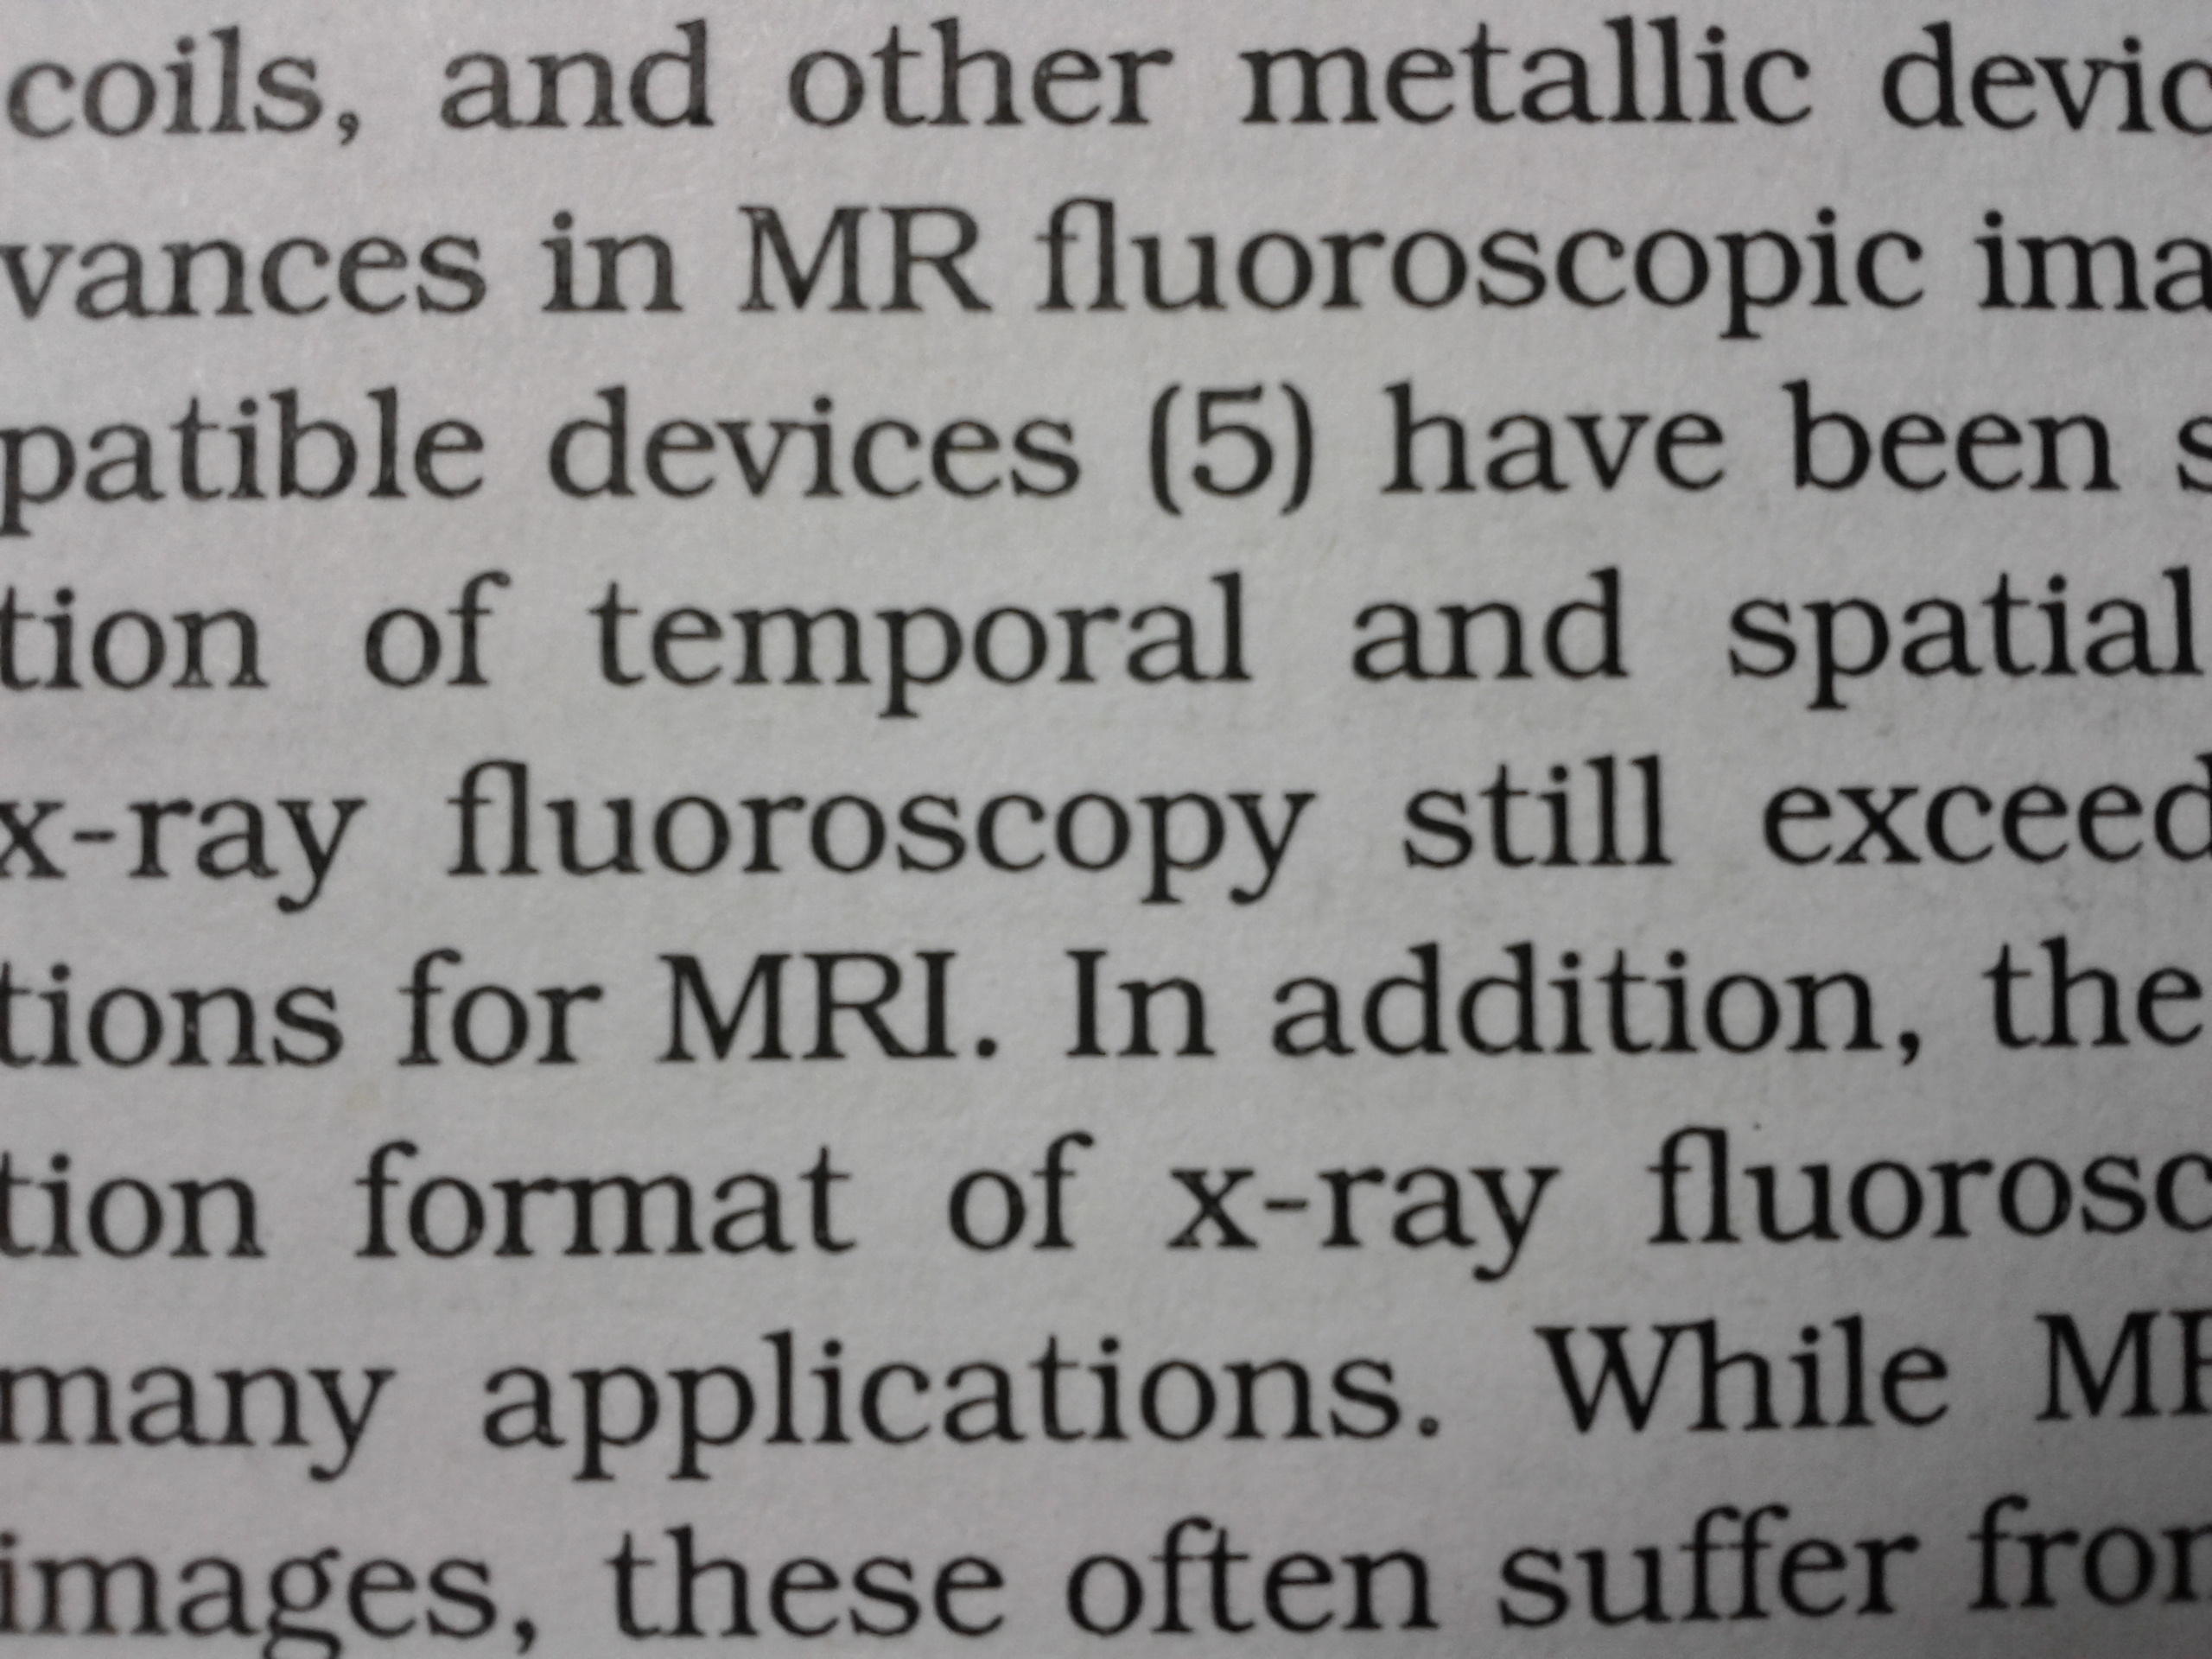 coils, and other metallic devic
vances in MR fluoroscopic ima
patible devices (5) have been s
tion of temporal and spatial
x-ray fluoroscopy still exceed
tions for MRI. In addition, the
tion format of x-ray fluorosc
many applications. While MR
images, these often suffer from